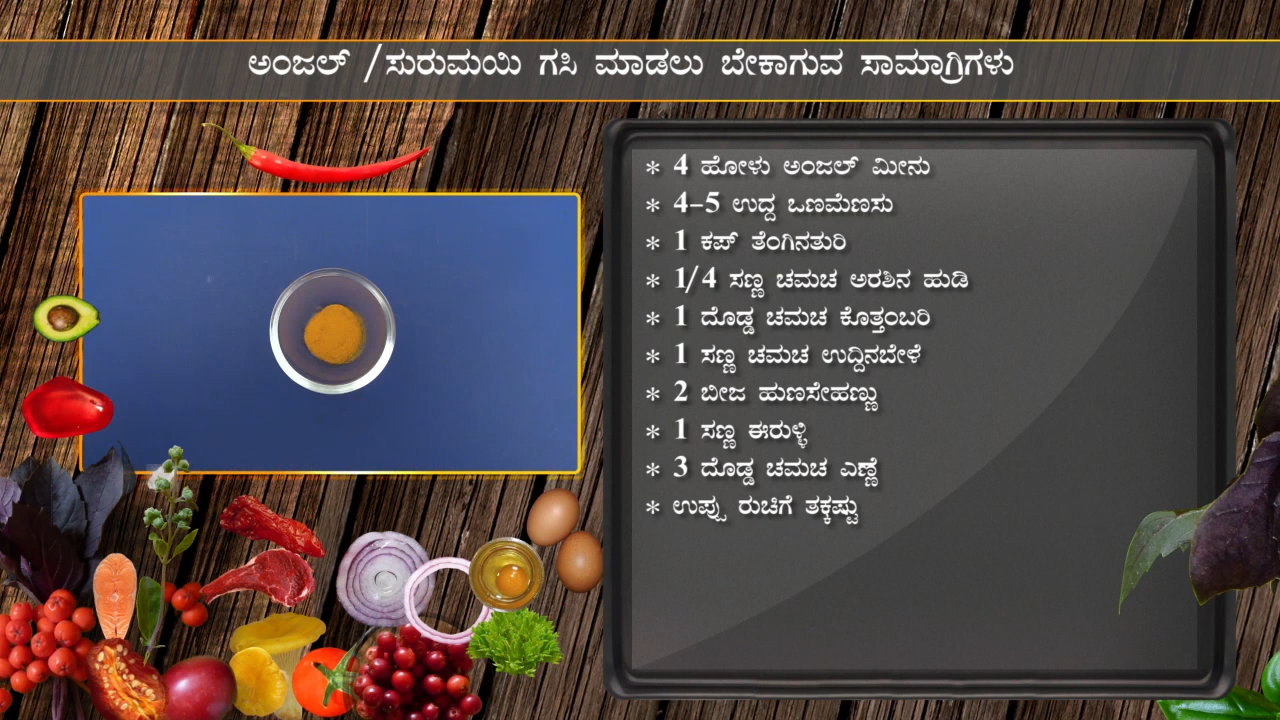 ಅಂಜಲ್ /ಸುರುಮಯಿ ಗಸಿ ಮಾಡಲು ಬೇಕಾಗುವ ಸಾಮಾಗ್ರಿಗಳು
* 4 ಹೋಳು ಅಂಜಲ್ ಮೀನು
* 4-5 ಉದ್ದ ಒಣಮೆಣಸು
* 1 ಕಪ್ ತೆಂಗಿನತುರಿ
* 1/4 ಸಣ್ಣ ಚಮಚ ಅರಶಿನ ಹುಡಿ
* 1 ದೊಡ್ಡ ಚಮಚ ಕೊತ್ತಂಬರಿ
* 1 ಸಣ್ಣ ಚಮಚ ಉದ್ದಿನಬೇಳೆ
* 2 ಬೀಜ ಹುಣಸೇಹಣ್ಣು
* 1 ಸಣ್ಣ ಈರುಳ್ಳಿ
* 3 ದೊಡ್ಡ ಚಮಚ ಎಣ್ಣೆ
* ಉಪ್ಪು ರುಚಿಗೆ ತಕ್ಕಷ್ಟು